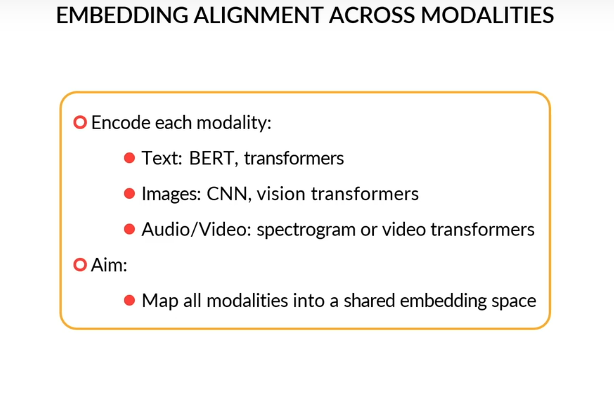 EMBEDDING ALIGNMENT ACROSS MODALITIES
Encode each modality:
Text: BERT, transformers
Images: CNN, vision transformers
Audio/Video: spectrogram or video transformers
Aim:
Map all modalities into a shared embedding space